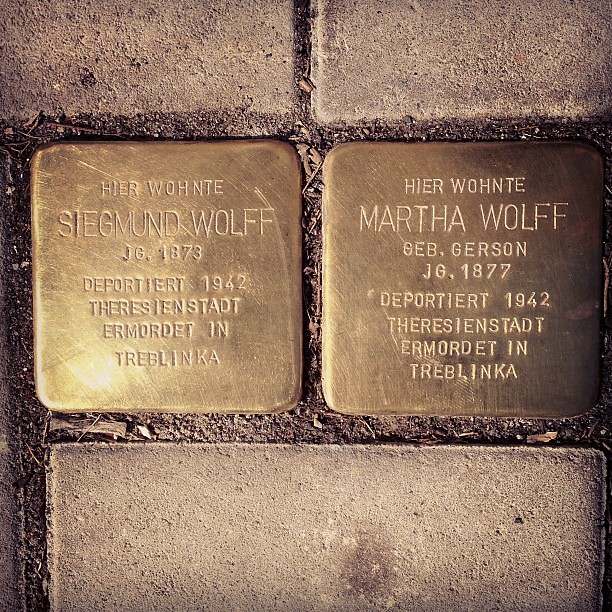 HIER WOHNTE
SIEGMUND WOLFF
JG. 1873
DEPORTIERT 1942
THERESIENSTADT
ERMORDET IN
TREBLINKA
HIER WOHNTE
MARTHA WOLFF
GEB. GERSON
JG. 1877
DEPORTIERT 1942
THERESIENSTADT
ERMORDET IN
TREBLINKA